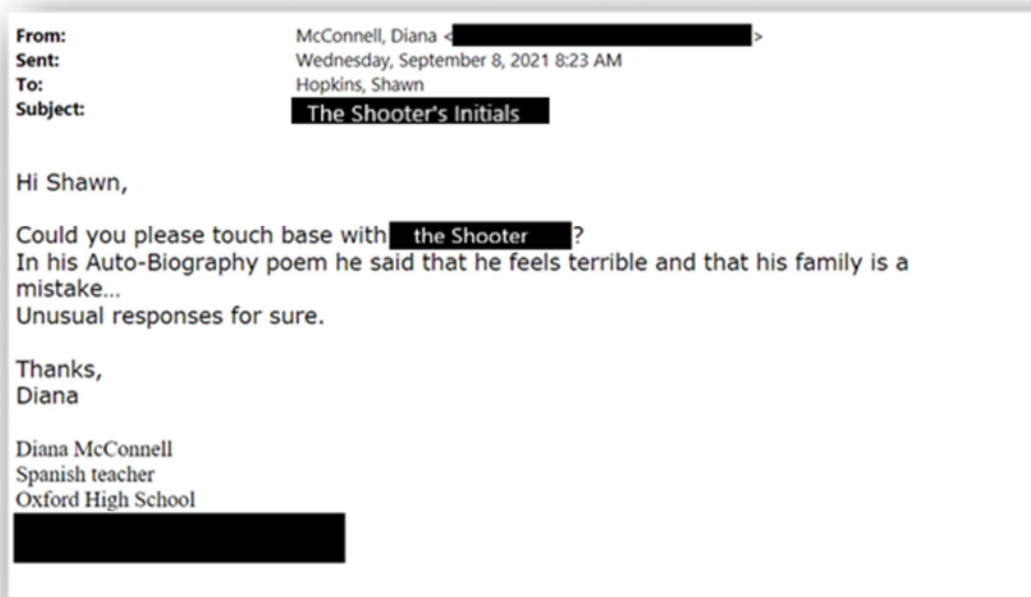 From: McConnell, Diana < >
Sent: Wednesday, September 8, 2021 8:23 AM
To: Hopkins, Shawn
Subject: The Shooter's Initials
Hi Shawn,
Could you please touch base with the Shooter ?
In his Auto-Biography poem he said that he feels terrible and that his family is a
mistake...
Unusual responses for sure.
Thanks,
Diana
Diana McConnell
Spanish teacher
Oxford High School